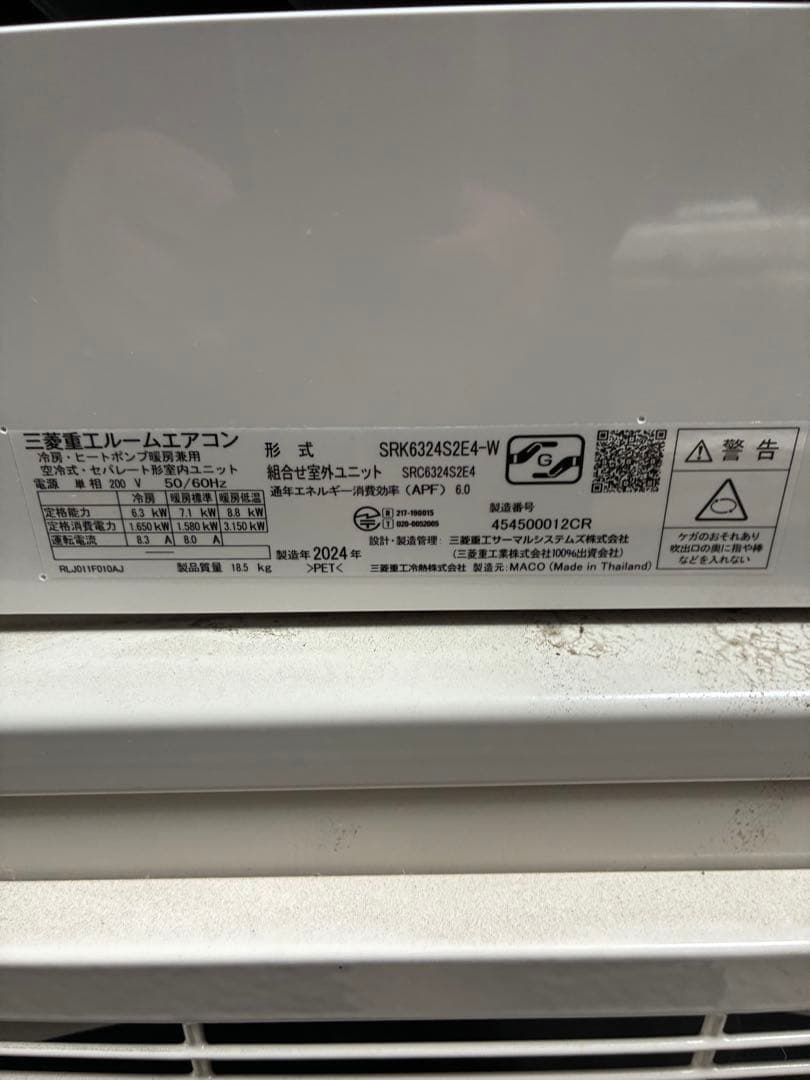 三菱重工ルームエアコン
冷房・ヒートポンプ暖房兼用
空冷式・セパレート形室内ユニット
電源 単相 200 V 50/60Hz
冷房 暖房標準 暖房低温
定格能力 6.3 kW 7.1 kW 8.8 kW
定格消費電力 1.650 kW 1.580 kW 3.150 kW
運転電流 8.3 A 8.0 A
RLJ011F010AJ 製品質量 18.5 kg
形式 SRK6324S2E4-W
組合せ室外ユニット SRC6324S2E4
通年エネルギー消費効率(APF) 6.0
R 217-190015
T 020-0052005
製造番号
454500012CR
設計・製造管理: 三菱重工サーマルシステムズ株式会社
(三菱重工業株式会社100%出資会社)
製造年 2024年
>PET< 三菱重工冷熱株式会社 製造元:MACO (Made in Thailand)
G
警告
ケガのおそれあり
吹出口の奥に指や棒
などを入れない